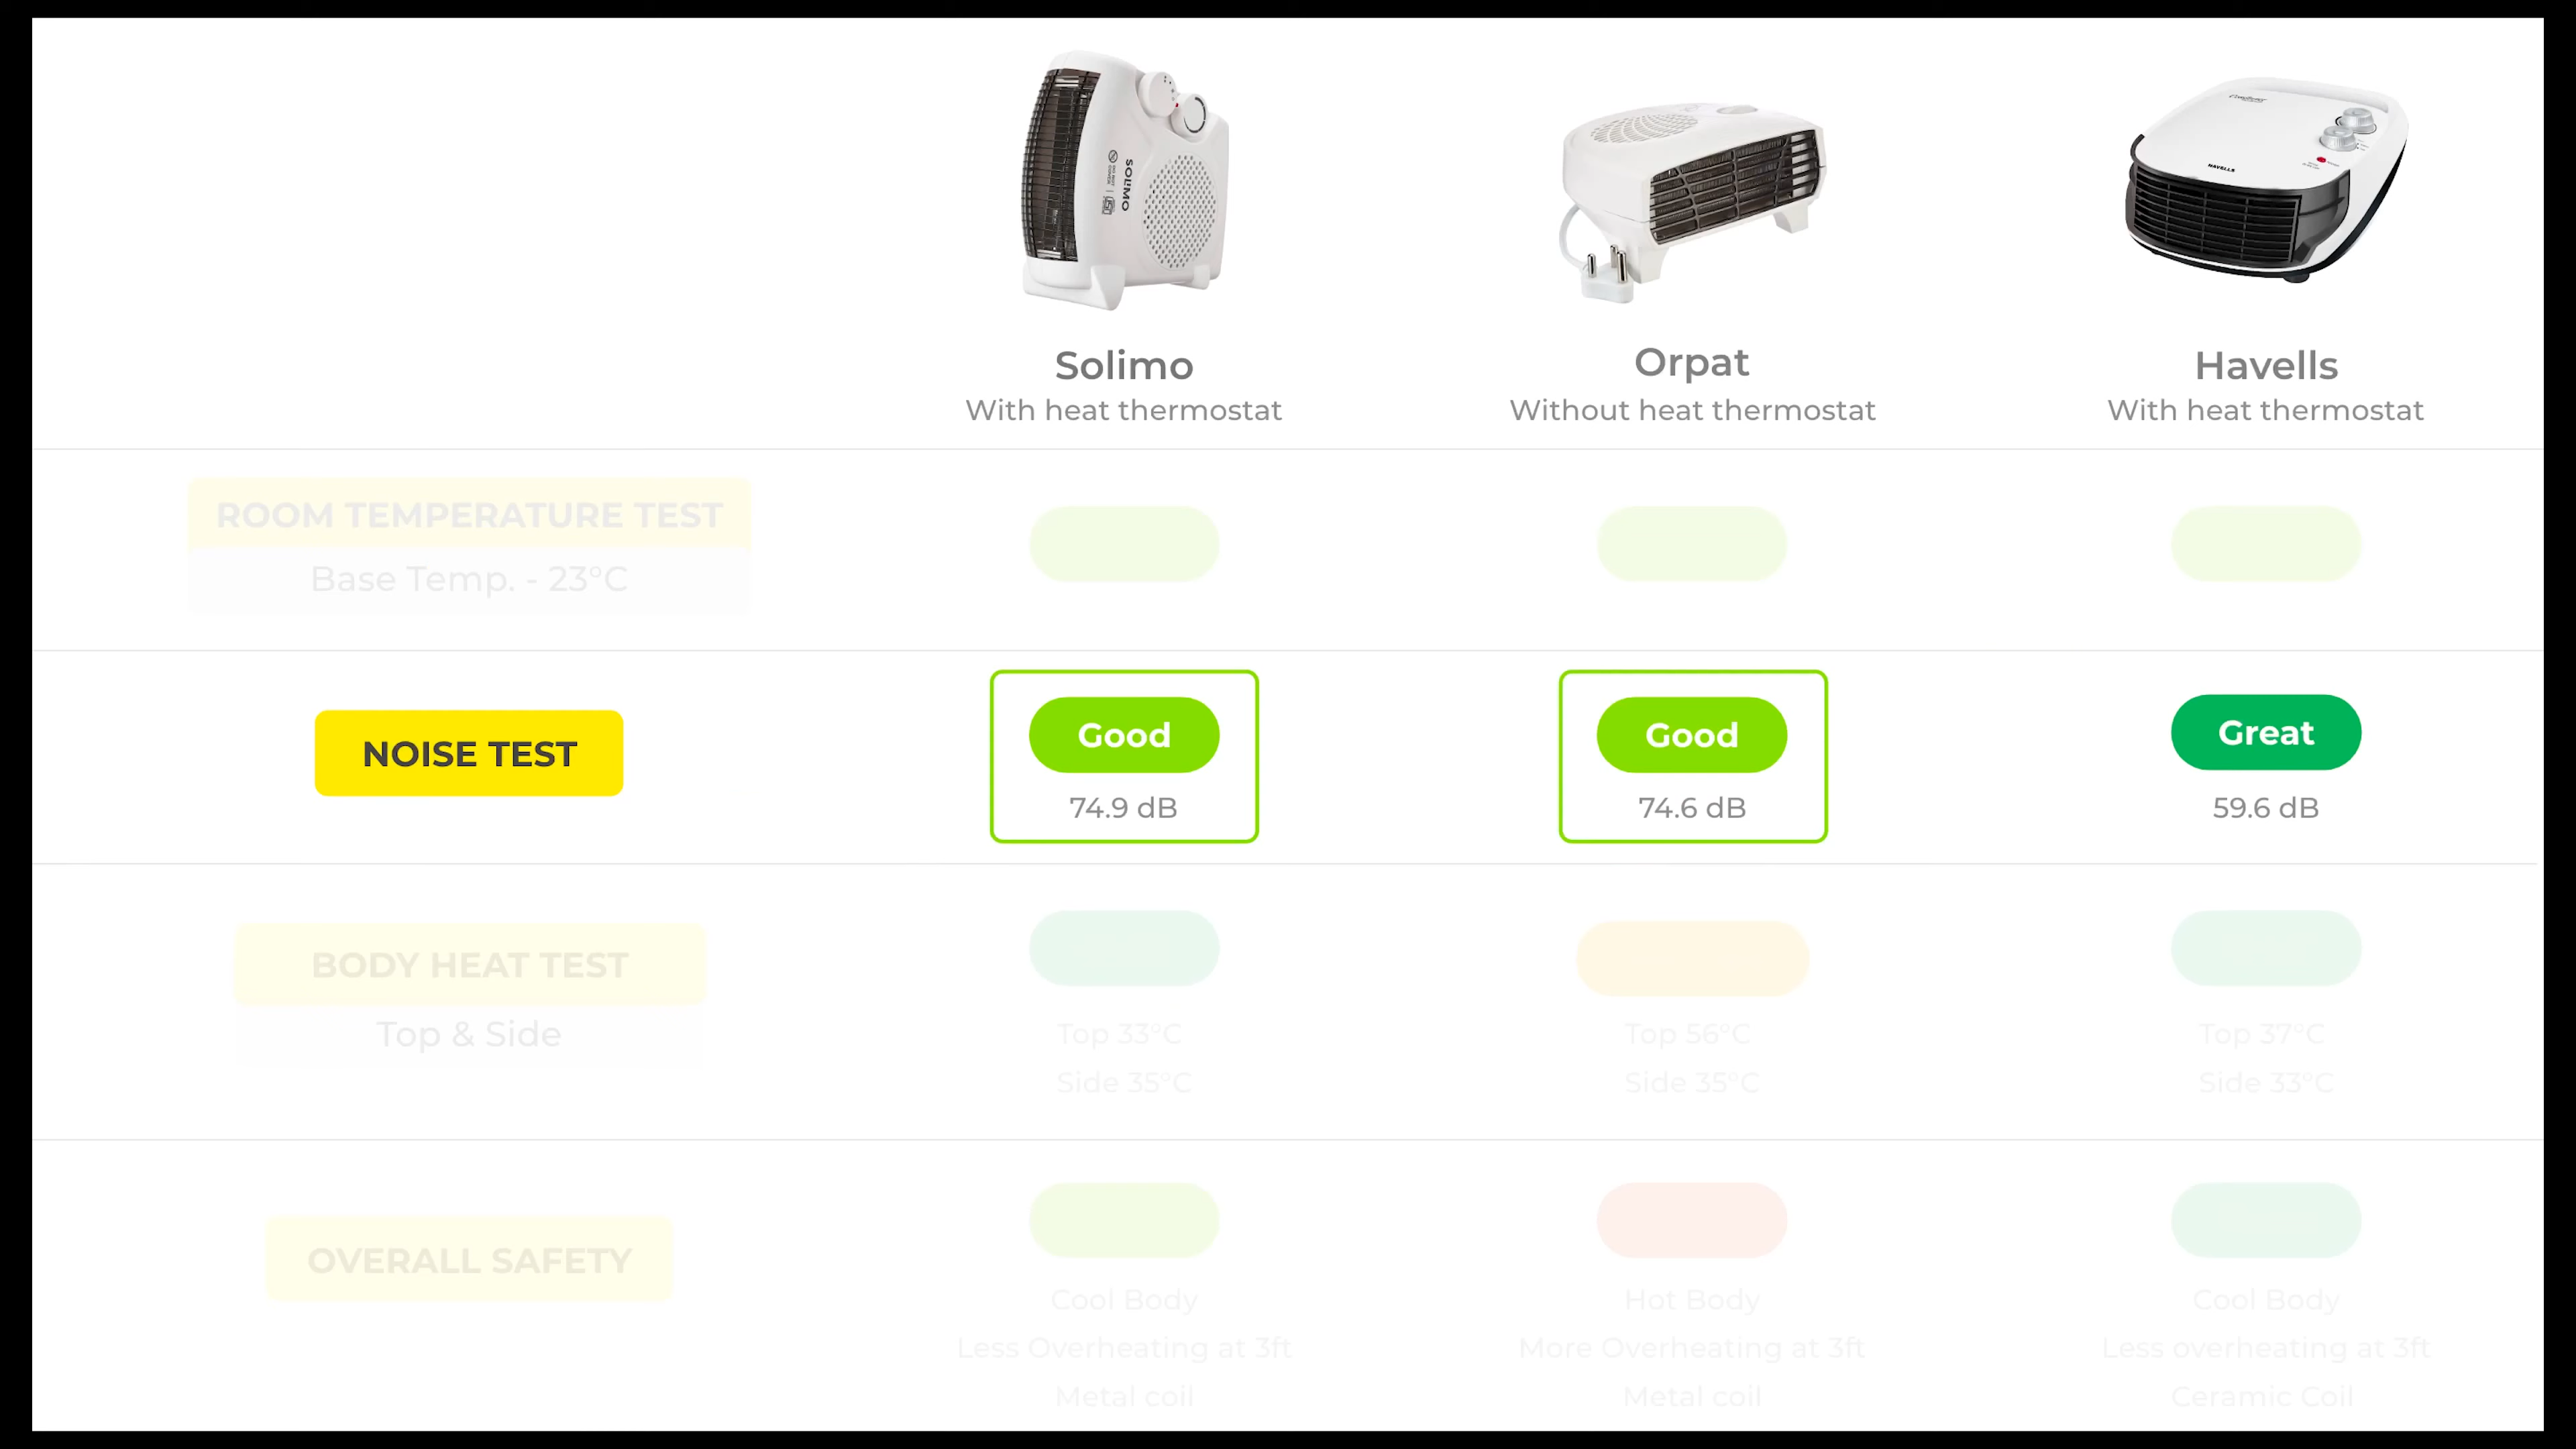 SOLIMO
HAVELLS
Solimo
Orpat
Havells
With heat thermostat
Without heat thermostat
With heat thermostat
ROOM TEMPERATURE TEST
Base Temp. - 23°C
NOISE TEST
Good
Good
Great
74.9 dB
74.6 dB
59.6 dB
BODY HEAT TEST
Top & Side
Top 33°C
Top 56°C
Top 37°C
Side 35°C
Side 35°C
Side 33°C
OVERALL SAFETY
Cool Body
Hot Body
Cool Body
Less Overheating at 3ft
More Overheating at 3ft
Less overheating at 3ft
Metal coil
Metal coil
Ceramic Coil